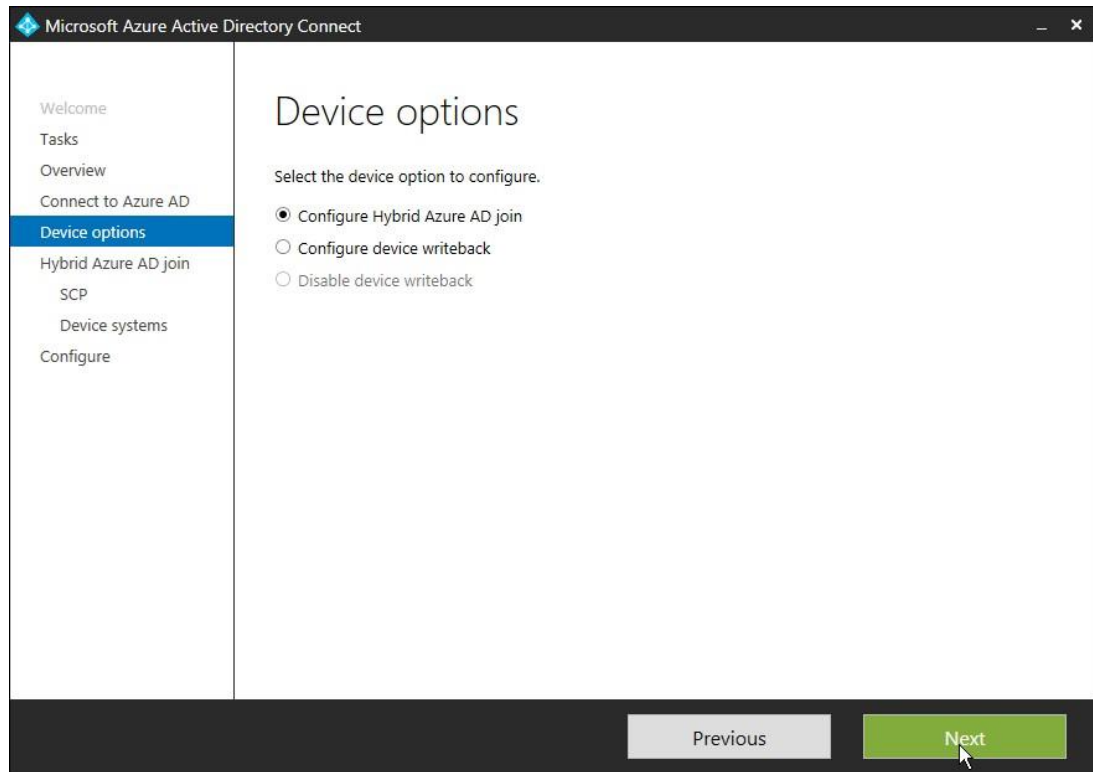 Microsoft Azure Active Directory Connect
Welcome
Tasks
Overview
Connect to Azure AD
Device options
Hybrid Azure AD join
SCP
Device systems
Configure
Device options
Select the device option to configure.
Configure Hybrid Azure AD join
Configure device writeback
Disable device writeback
Previous
Next